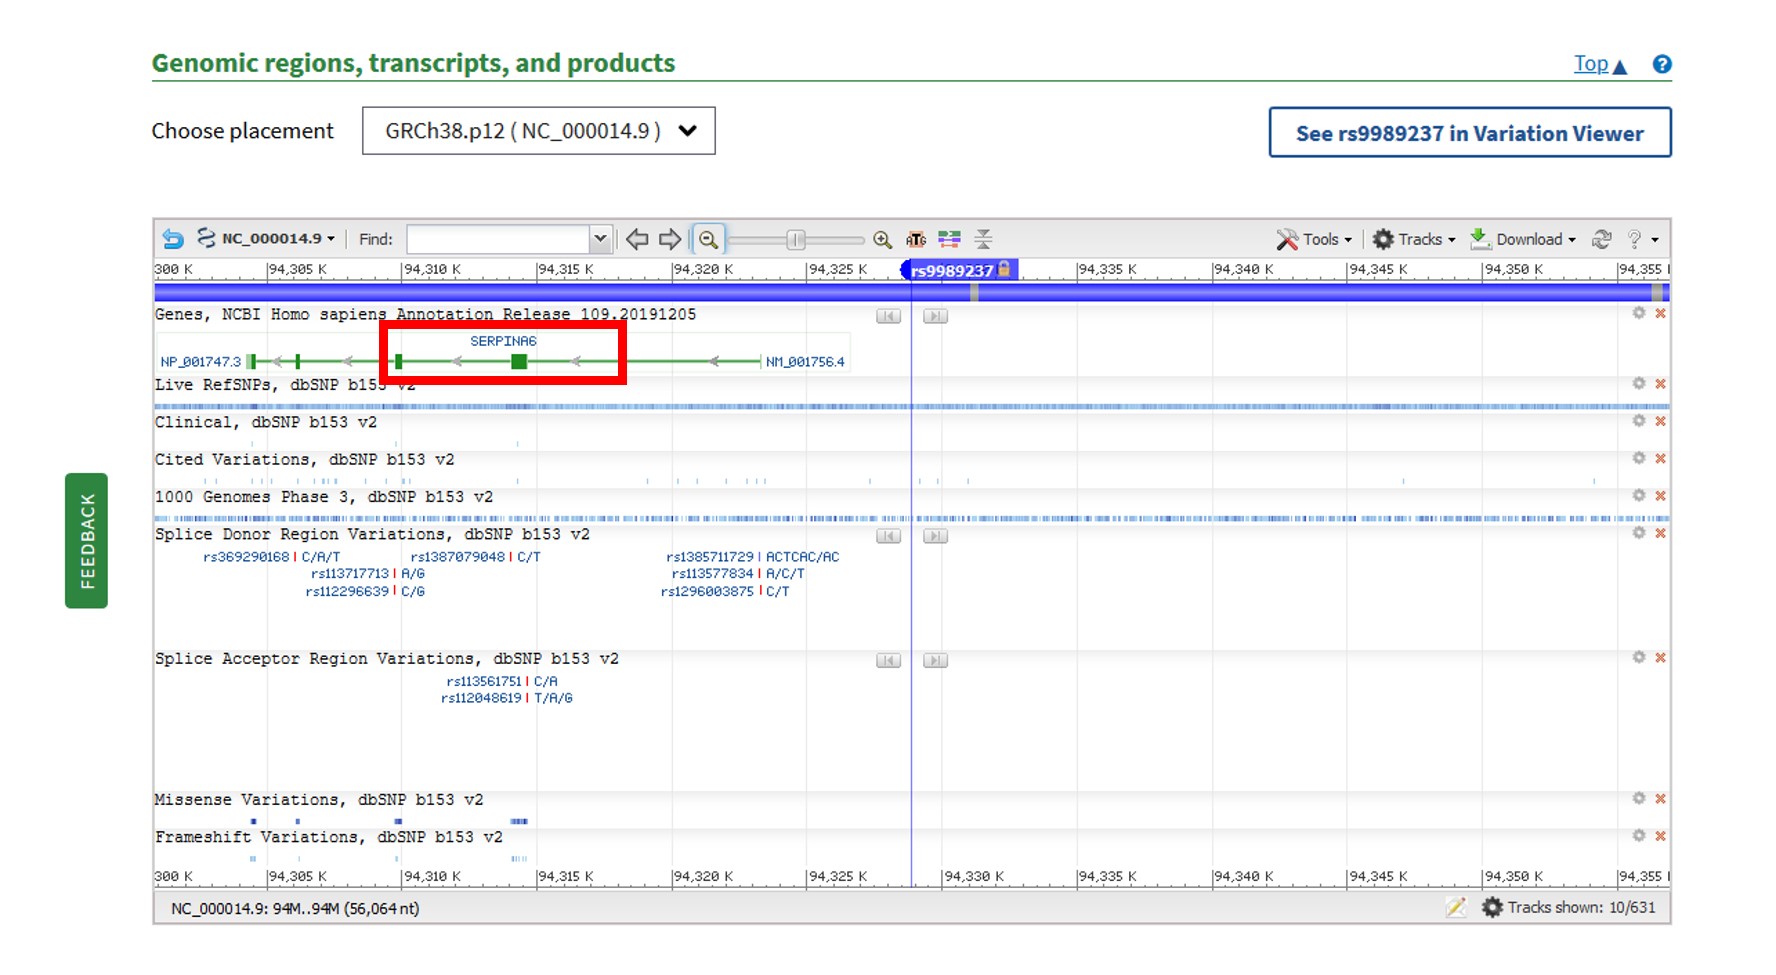 Genomic regions, transcripts, and products
Top ?
Choose placement GRCh38.p12 ( NC_000014.9 ) See rs9989237 in Variation Viewer
NC_000014.9 Find: ATG Tools Tracks Download ?
300 K 94,305 K 94,310 K 94,315 K 94,320 K 94,325 K rs9989237 94,335 K 94,340 K 94,345 K 94,350 K 94,355
Genes, NCBI Homo sapiens Annotation Release 109.20191205
SERPINA6
NP_001747.3 NM_001756.4
Live RefSNPs, dbSNP b153 v2
Clinical, dbSNP b153 v2
Cited Variations, dbSNP b153 v2
1000 Genomes Phase 3, dbSNP b153 v2
Splice Donor Region Variations, dbSNP b153 v2
rs369290168 C/A/T rs1387079048 C/T rs1385711729 ACTCAC/AC
rs113717713 A/G rs113577834 A/C/T
rs112296639 C/G rs1296003875 C/T
Splice Acceptor Region Variations, dbSNP b153 v2
rs113561751 C/A
rs112048619 T/A/G
Missense Variations, dbSNP b153 v2
Frameshift Variations, dbSNP b153 v2
300 K 94,305 K 94,310 K 94,315 K 94,320 K 94,325 K 94,330 K 94,335 K 94,340 K 94,345 K 94,350 K 94,355
NC_000014.9: 94M..94M (56,064 nt) Tracks shown: 10/631
FEEDBACK